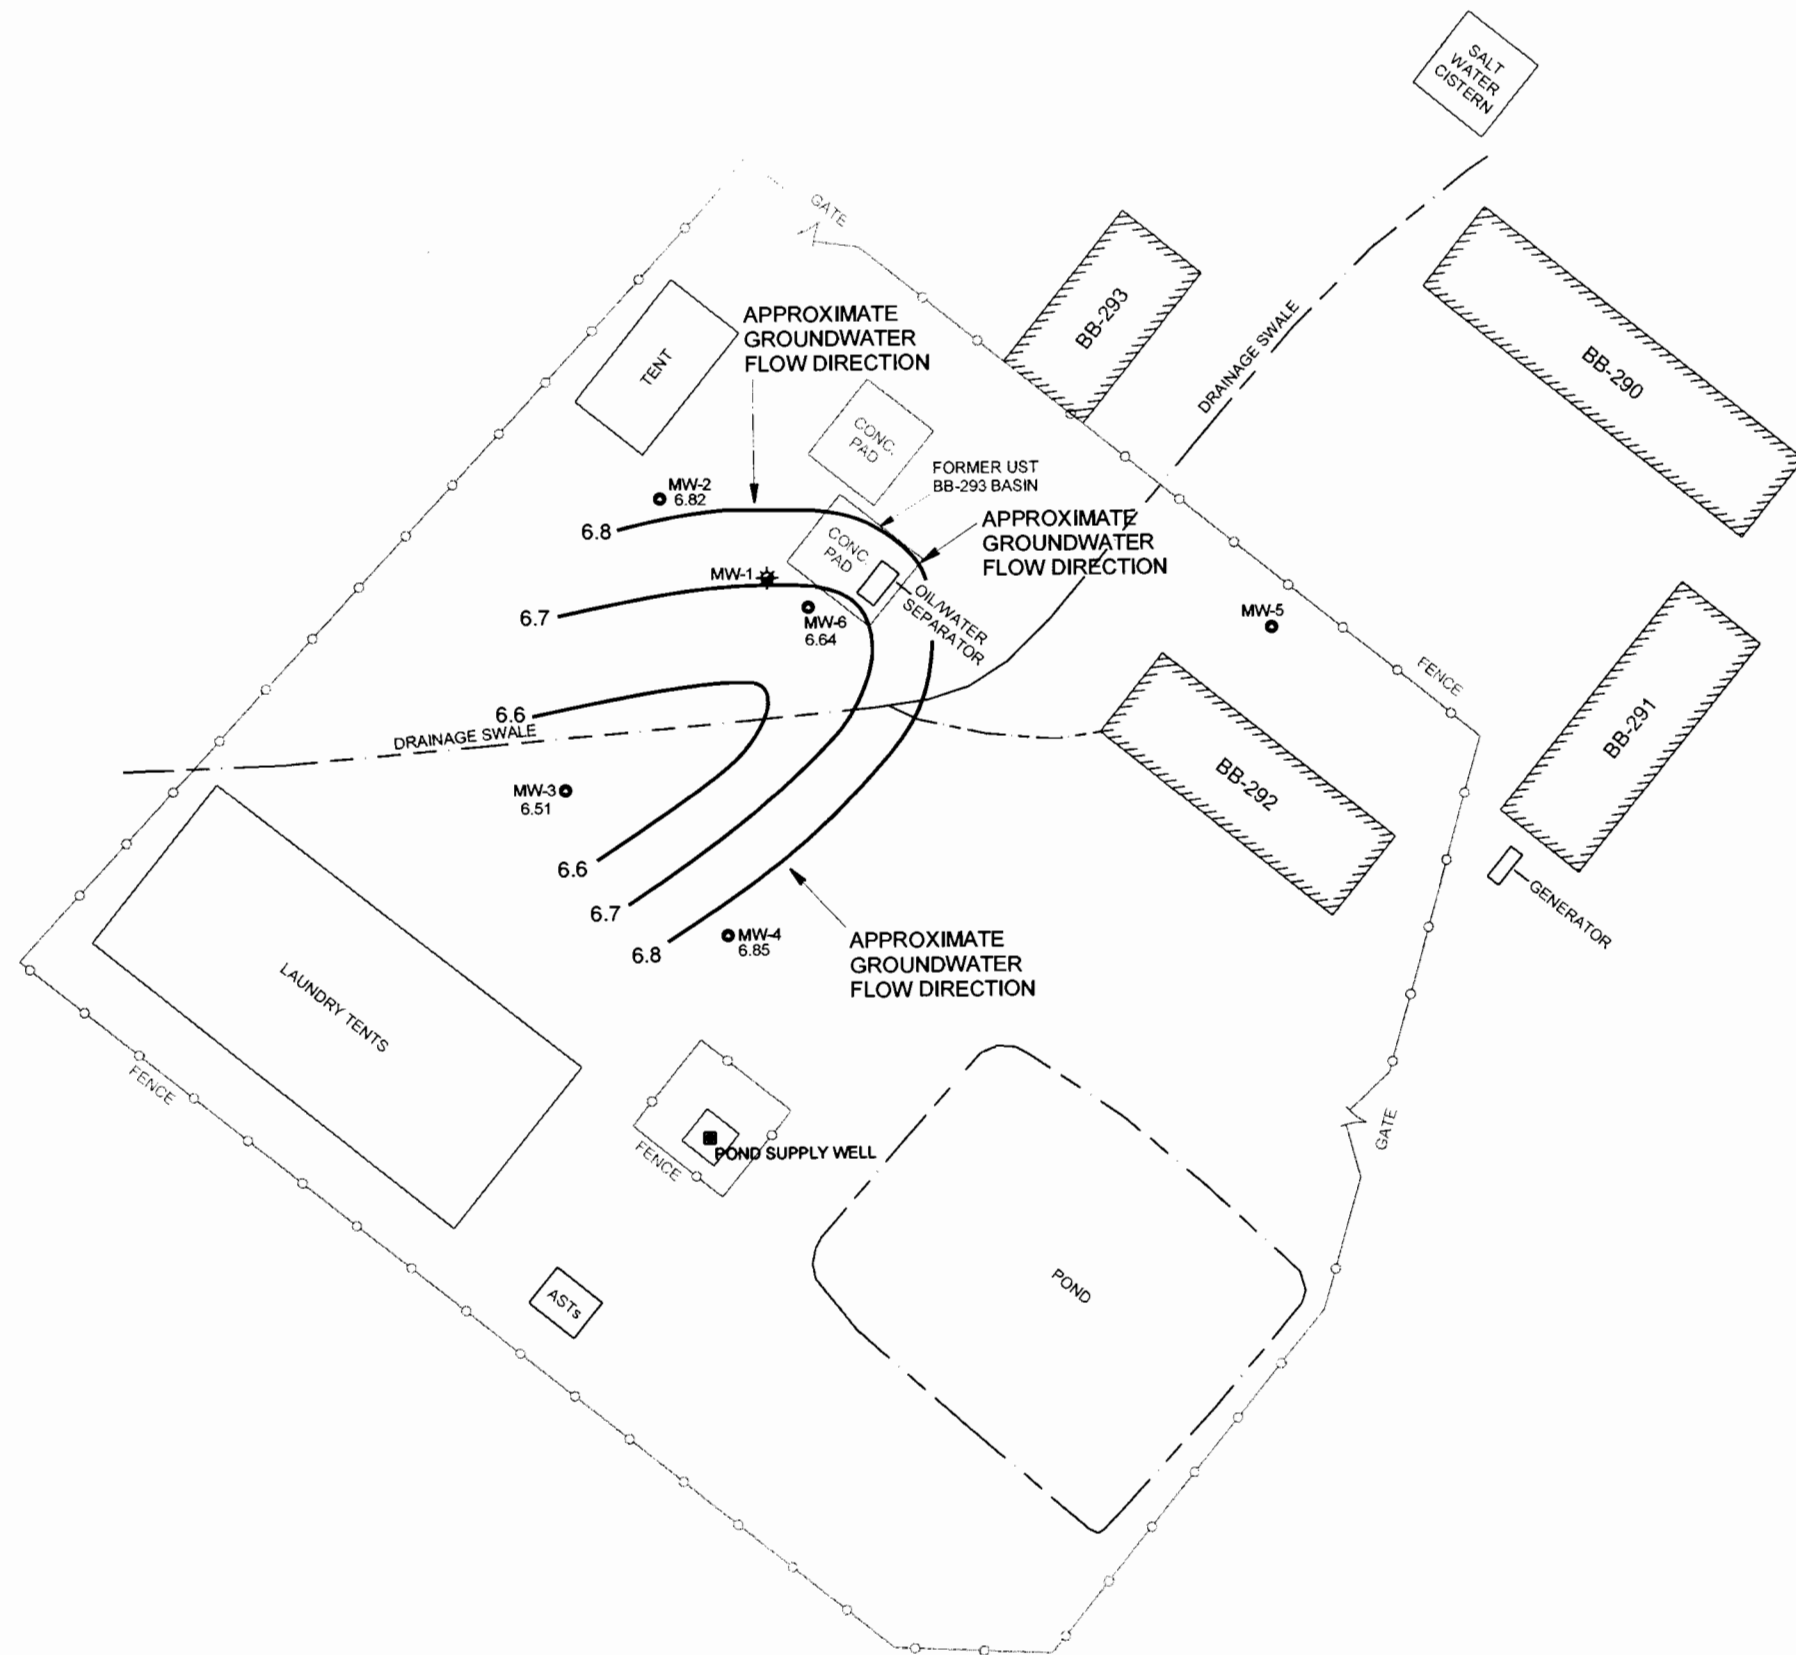 SALT
WATER
CISTERN
GATE
BB-293
DRAINAGE SWALE
BB-290
APPROXIMATE
GROUNDWATER
FLOW DIRECTION
TENT
CONC.
PAD
FORMER UST
BB-293 BASIN
MW-2
6.82
6.8
APPROXIMATE
GROUNDWATER
FLOW DIRECTION
CONC.
PAD
MW-1
OIL/WATER
SEPARATOR
6.7
MW-6
6.64
MW-5
FENCE
BB-291
6.6
DRAINAGE SWALE
BB-292
MW-3
6.51
6.6
GENERATOR
6.7
MW-4
6.85
6.8
APPROXIMATE
GROUNDWATER
FLOW DIRECTION
LAUNDRY TENTS
FENCE
GATE
POND SUPPLY WELL
FENCE
POND
ASTs